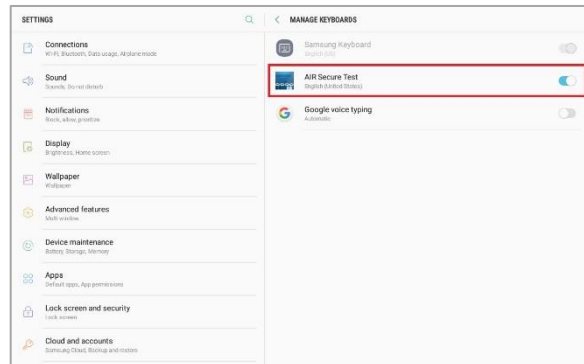 SETTINGS
Connections
Wi-Fi, Bluetooth, Data usage, Airplane mode
Sound
Sounds, Do not disturb
Notifications
Block, allow, prioritize
Display
Brightness, Home screen
Wallpaper
Wallpaper
Advanced features
Multi window
Device maintenance
Battery, Storage, Memory
Apps
Default apps, App permissions
Lock screen and security
Lock screen
Cloud and accounts
Samsung Cloud, Backup and restore
MANAGE KEYBOARDS
Samsung Keyboard
English (US)
AIR Secure Test
English (United States)
Google voice typing
Automatic